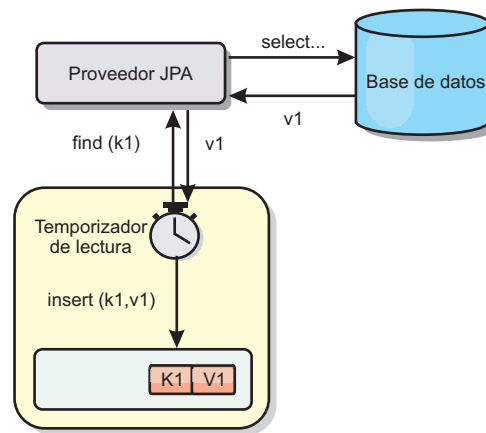 select...
Proveedor JPA
Base de datos
v1
find (k1)
v1
Temporizador
de lectura
insert (k1,v1)
K1
V1